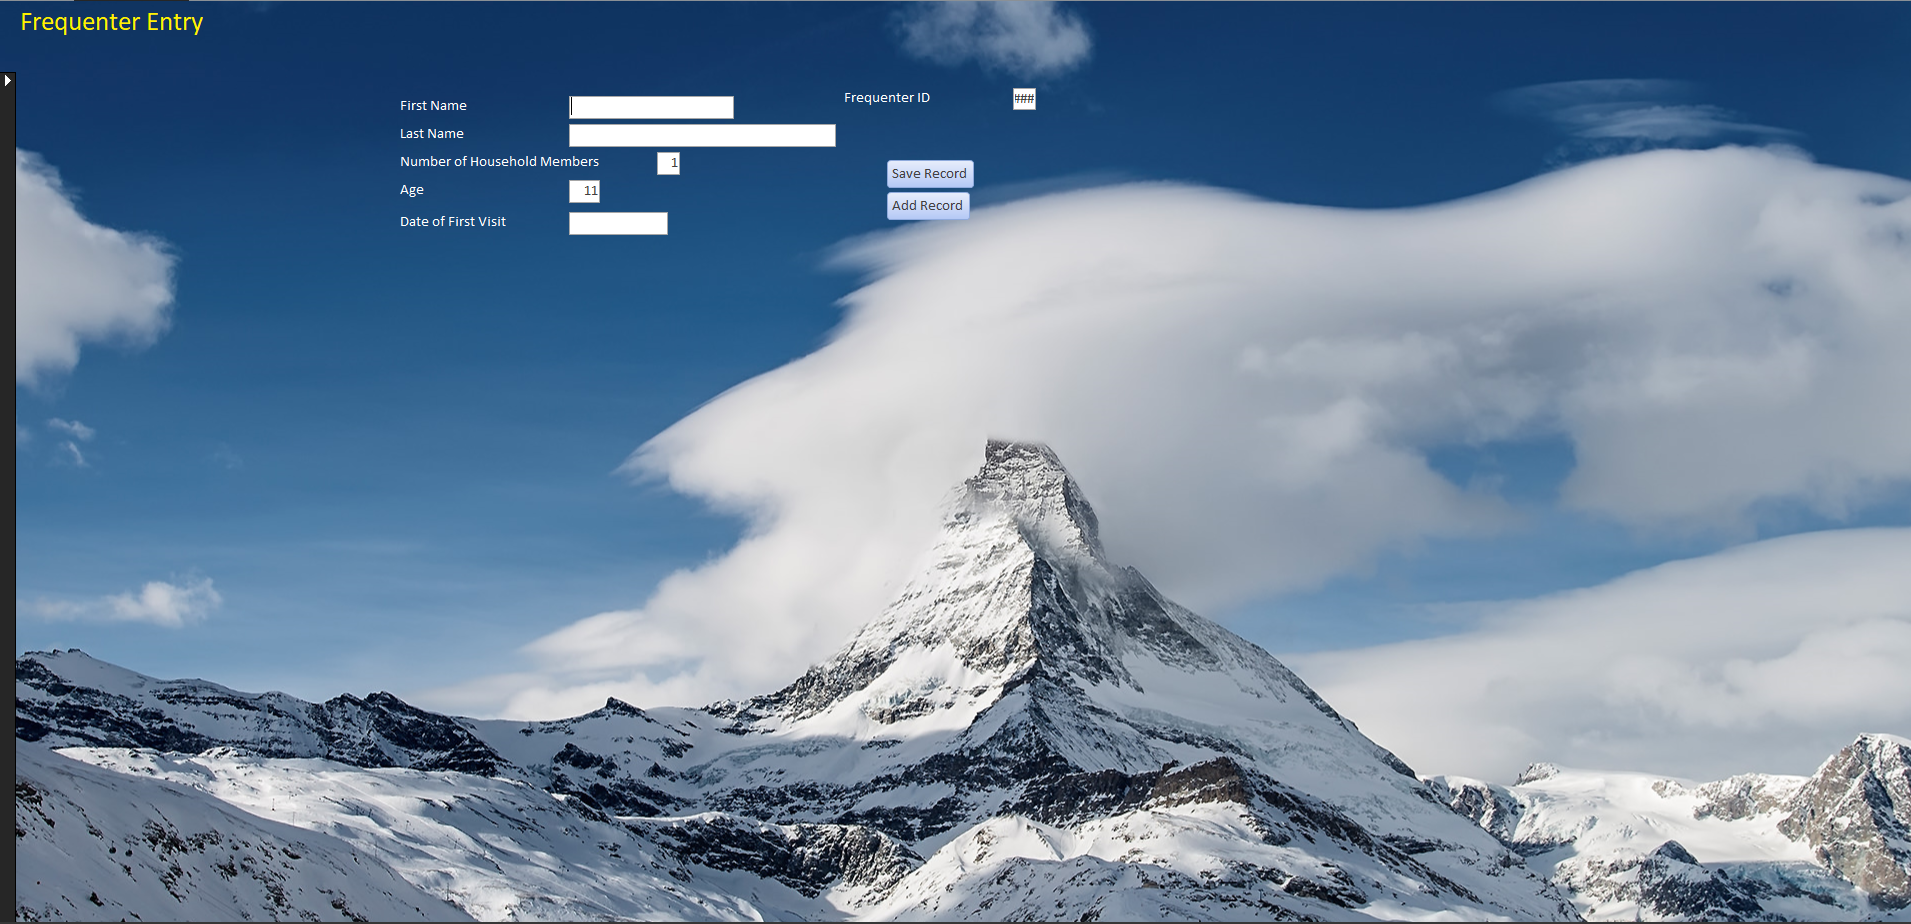 Frequenter Entry
First Name
Frequenter ID ###
Last Name
Number of Household Members 1
Save Record
Age 11
Add Record
Date of First Visit